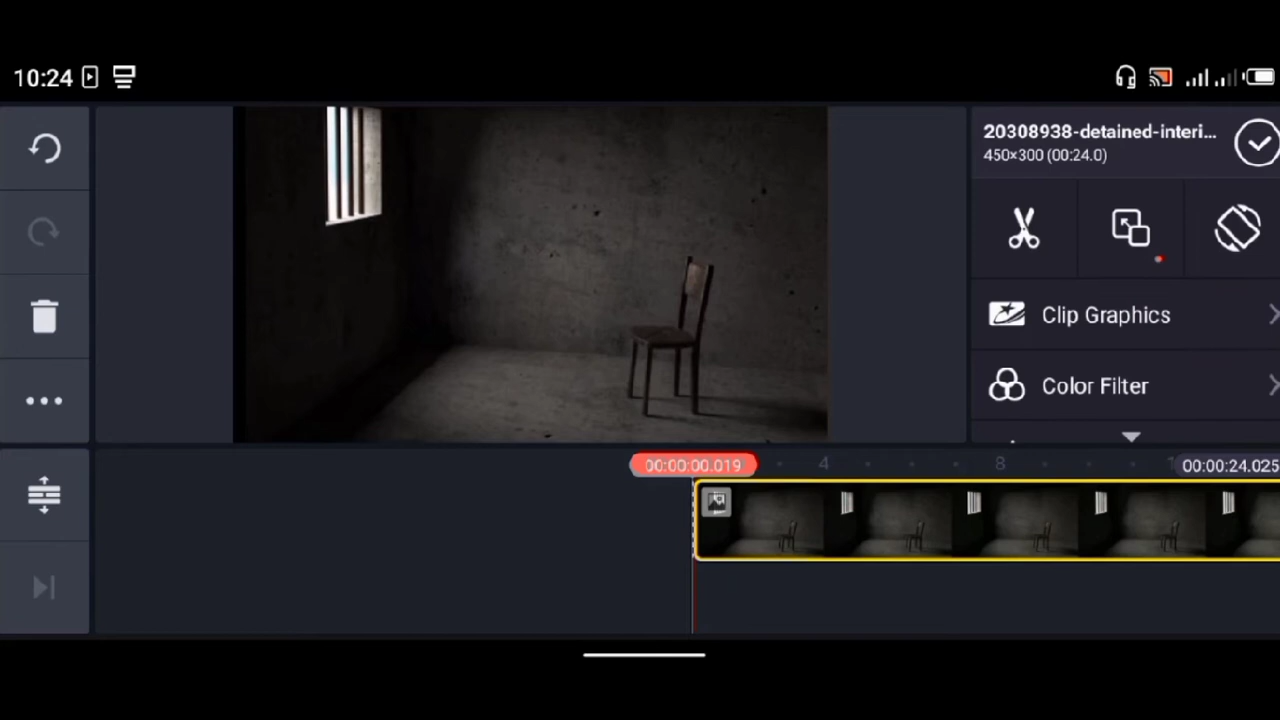 10:24
20308938-detained-interi...
450×300 (00:24.0)
Clip Graphics
Color Filter
00:00:00.019
4
8
00:00:24.025